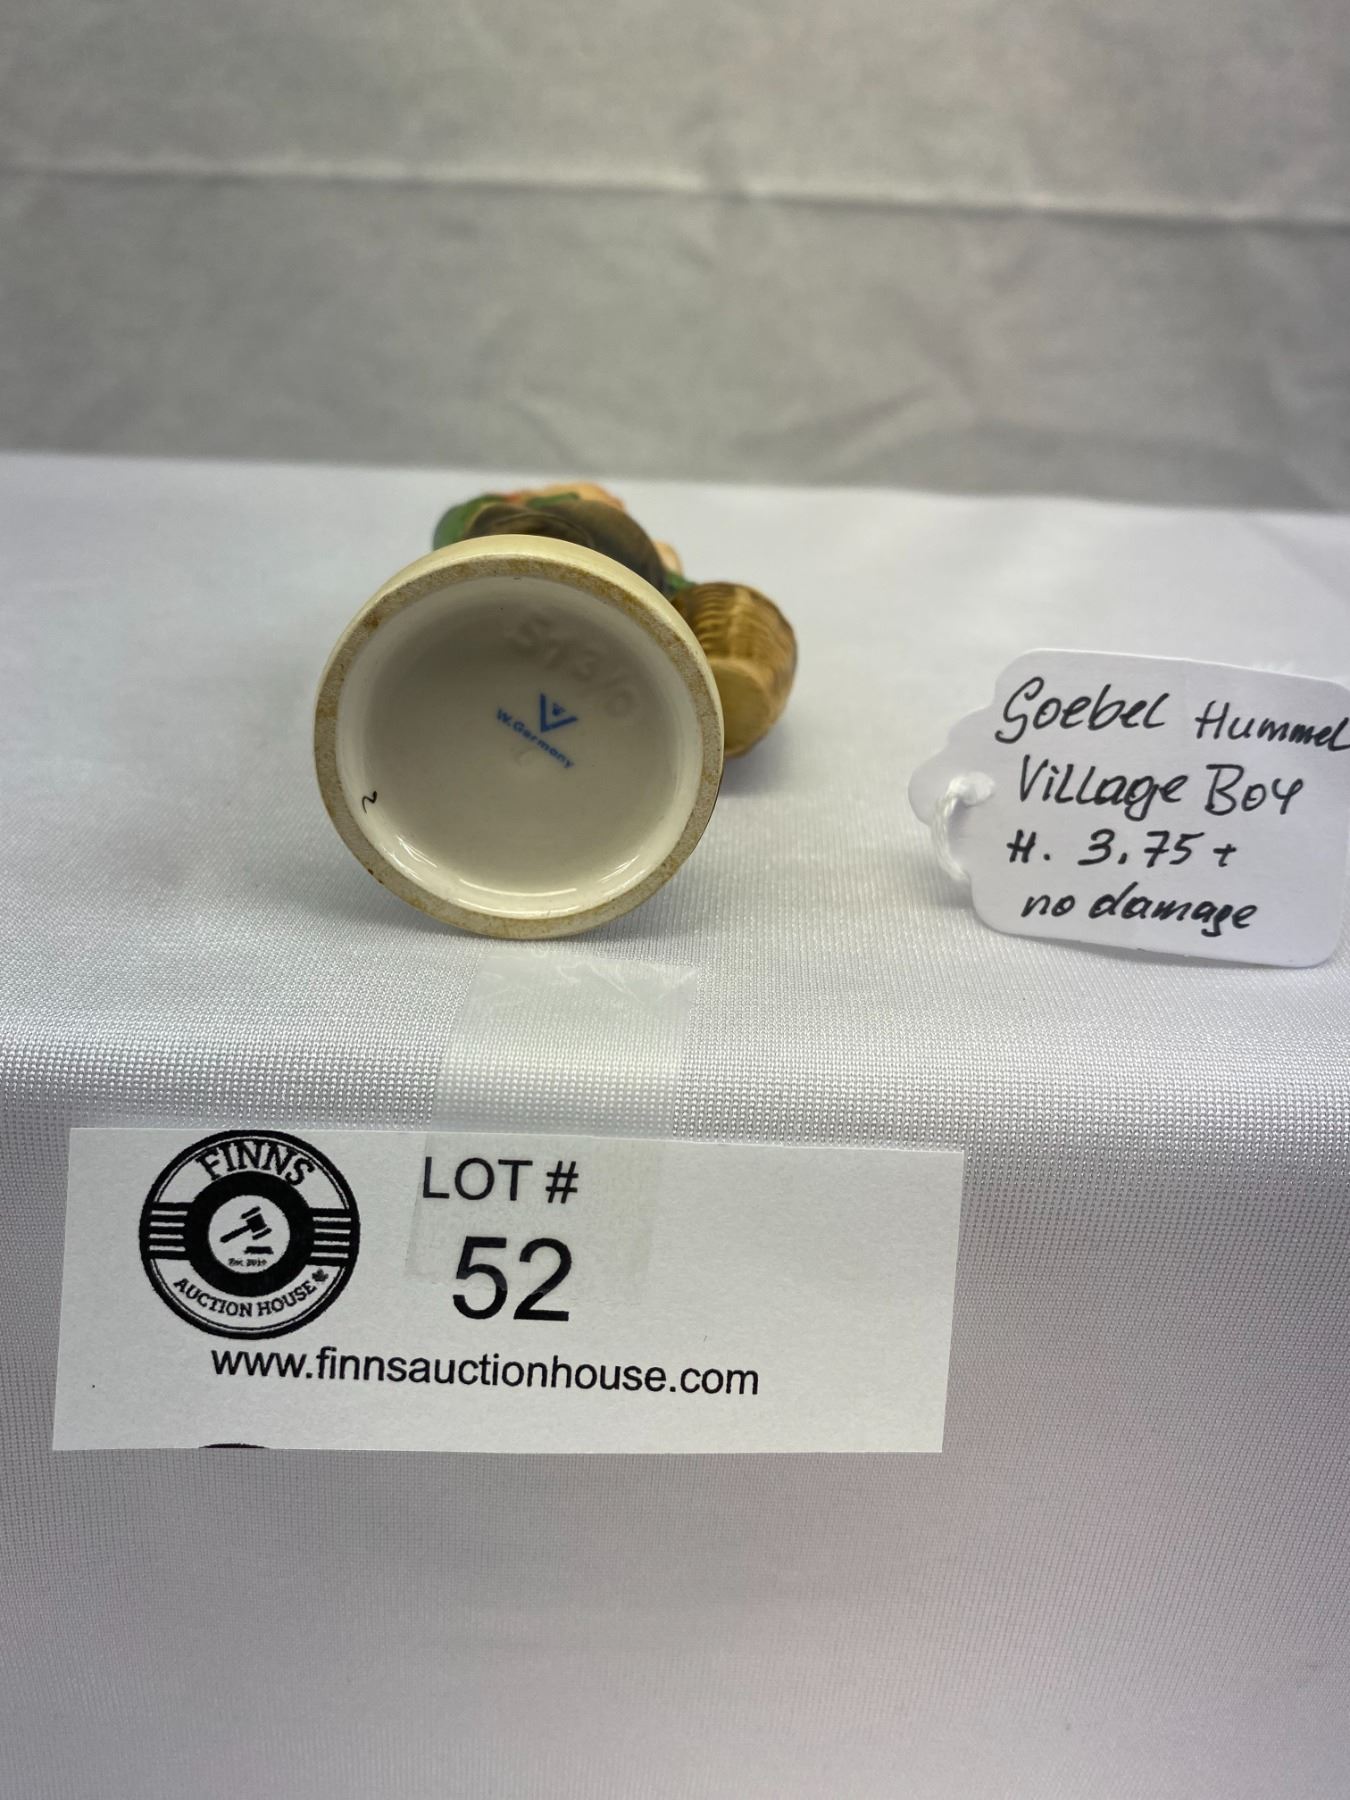 W. Germany
Goebel Hummel
Village Boy
H. 3.75+
no damage
FINNS
AUCTION HOUSE
LOT #
52
www.finnsauctionhouse.com